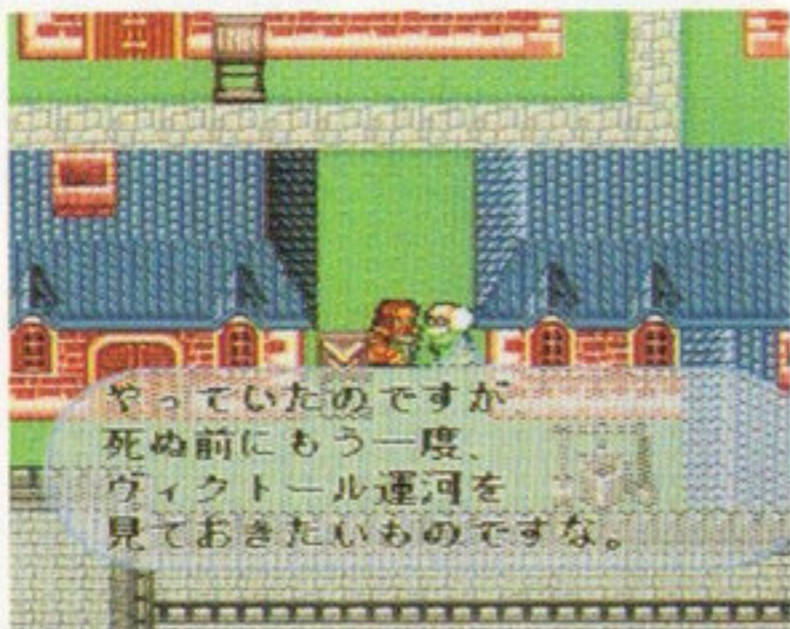 やっていたのですが
死ぬ前にもう一度、
ヴィクトール運河を
見ておきたいものですな。